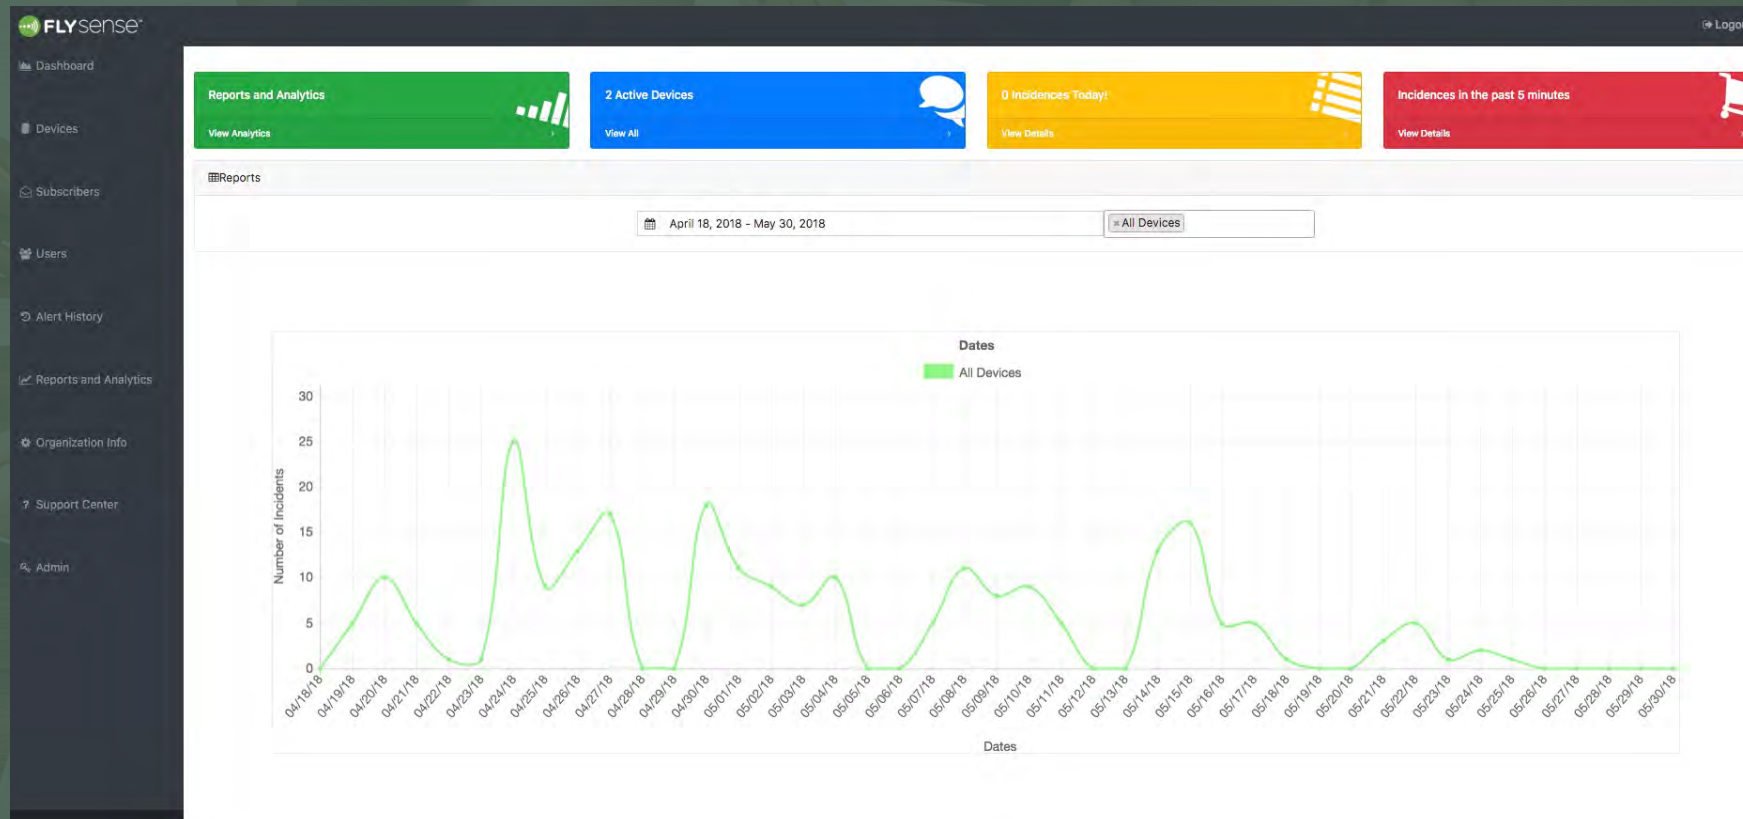 FLYsense™
Logou
Dashboard
Devices
Subscribers
Users
Alert History
Reports and Analytics
Organization Info
? Support Center
Admin
Reports and Analytics
View Analytics
2 Active Devices
View All
0 Incidences Today!
View Details
Incidences in the past 5 minutes
View Details
Reports
April 18, 2018 - May 30, 2018
× All Devices
Dates
All Devices
Number of Incidents
30
25
20
15
10
5
0
04/18/18
04/19/18
04/20/18
04/21/18
04/22/18
04/23/18
04/24/18
04/25/18
04/26/18
04/27/18
04/28/18
04/29/18
04/30/18
05/01/18
05/02/18
05/03/18
05/04/18
05/05/18
05/06/18
05/07/18
05/08/18
05/09/18
05/10/18
05/11/18
05/12/18
05/13/18
05/14/18
05/15/18
05/16/18
05/17/18
05/18/18
05/19/18
05/20/18
05/21/18
05/22/18
05/23/18
05/24/18
05/25/18
05/26/18
05/27/18
05/28/18
05/29/18
05/30/18
Dates